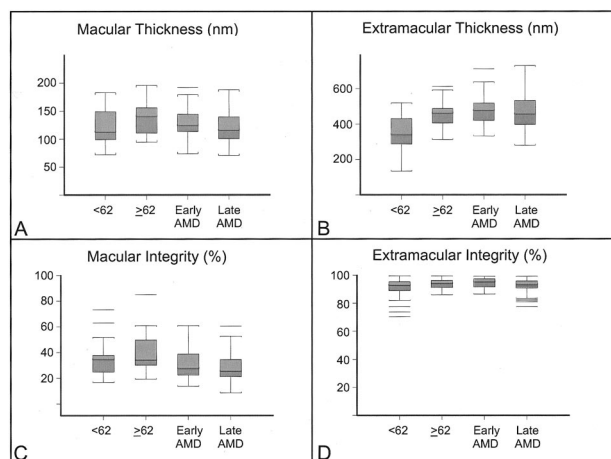 Macular Thickness (nm)
200
150
100
50
<62
≥62
Early
AMD
Late
AMD
A
Extramacular Thickness (nm)
600
400
200
<62
≥62
Early
AMD
Late
AMD
B
Macular Integrity (%)
100
80
60
40
20
<62
≥62
Early
AMD
Late
AMD
C
Extramacular Integrity (%)
100
80
60
40
20
<62
≥62
Early
AMD
Late
AMD
D